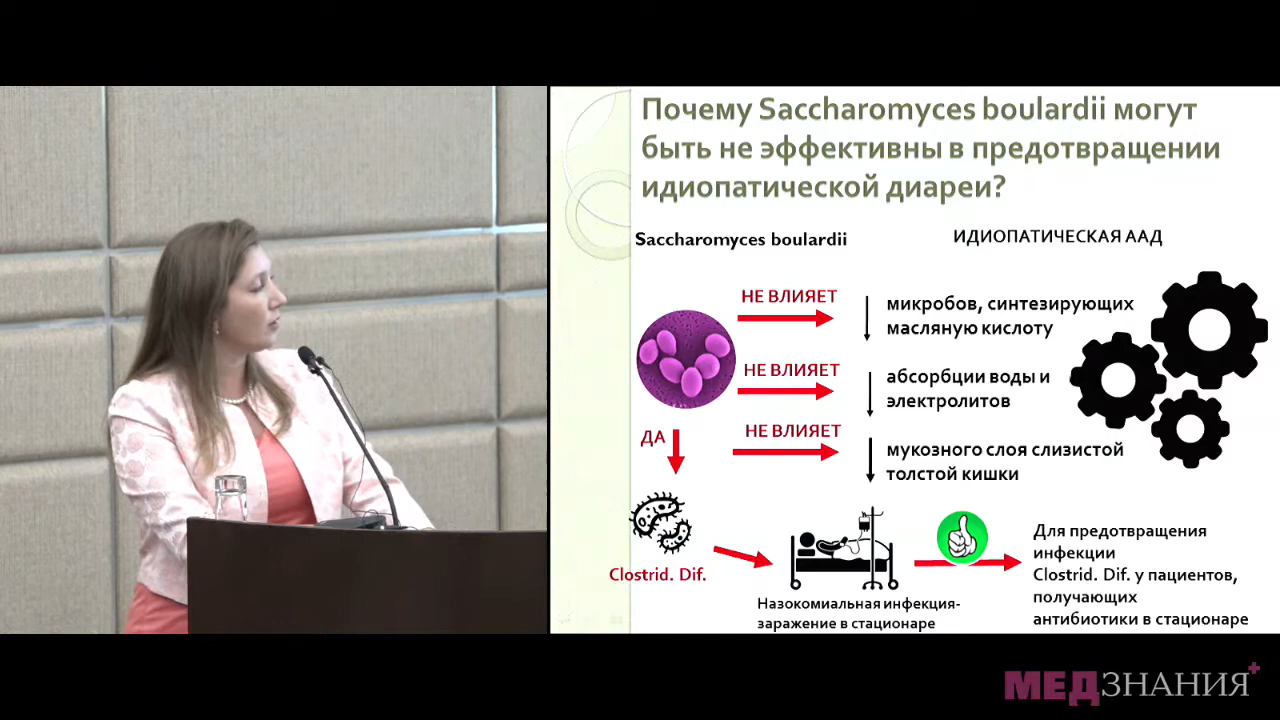 Почему Saccharomyces boulardii могут
быть не эффективны в предотвращении
идиопатической диареи?
Saccharomyces boulardii
ИДИОПАТИЧЕСКАЯ ААД
НЕ ВЛИЯЕТ
микробов, синтезирующих
масляную кислоту
НЕ ВЛИЯЕТ
абсорбции воды и
электролитов
ДА
НЕ ВЛИЯЕТ
мукозного слоя слизистой
толстой кишки
Clostrid. Dif.
Назокомиальная инфекция-
заражение в стационаре
Для предотвращения
инфекции
Clostrid. Dif. у пациентов,
получающих
антибиотики в стационаре
МЕДЗНАНИЯ+